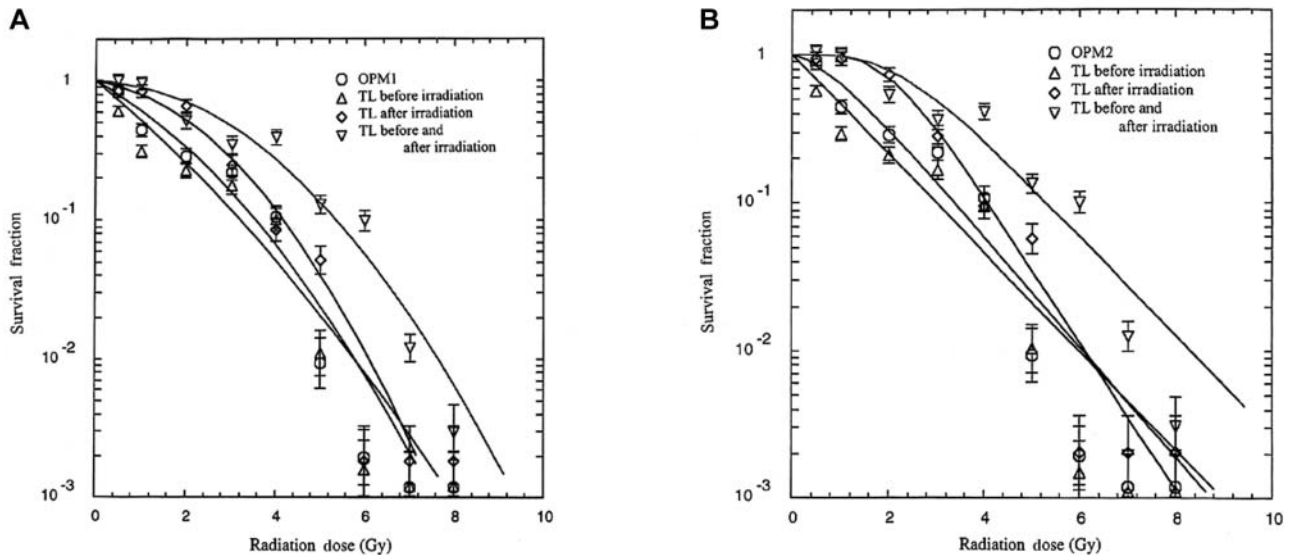 A
1
10⁻¹
10⁻²
10⁻³
Survival fraction
0 2 4 6 8 10
Radiation dose (Gy)
OPM1
TL before irradiation
TL after irradiation
TL before and
after irradiation
B
1
10⁻¹
10⁻²
10⁻³
Survival fraction
0 2 4 6 8 10
Radiation dose (Gy)
OPM2
TL before irradiation
TL after irradiation
TL before and
after irradiation